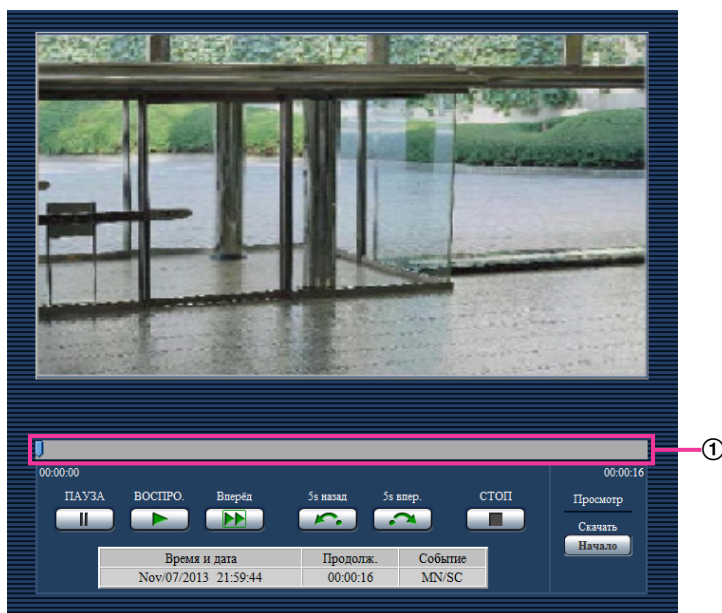 ①
00:00:00 00:00:16
ПАУЗА ВОСПРО. Вперёд 5s назад 5s впер. СТОП Просмотр
Скачать
Начало
Время и дата Продолж. Событие
Nov/07/2013 21:59:44 00:00:16 MN/SC